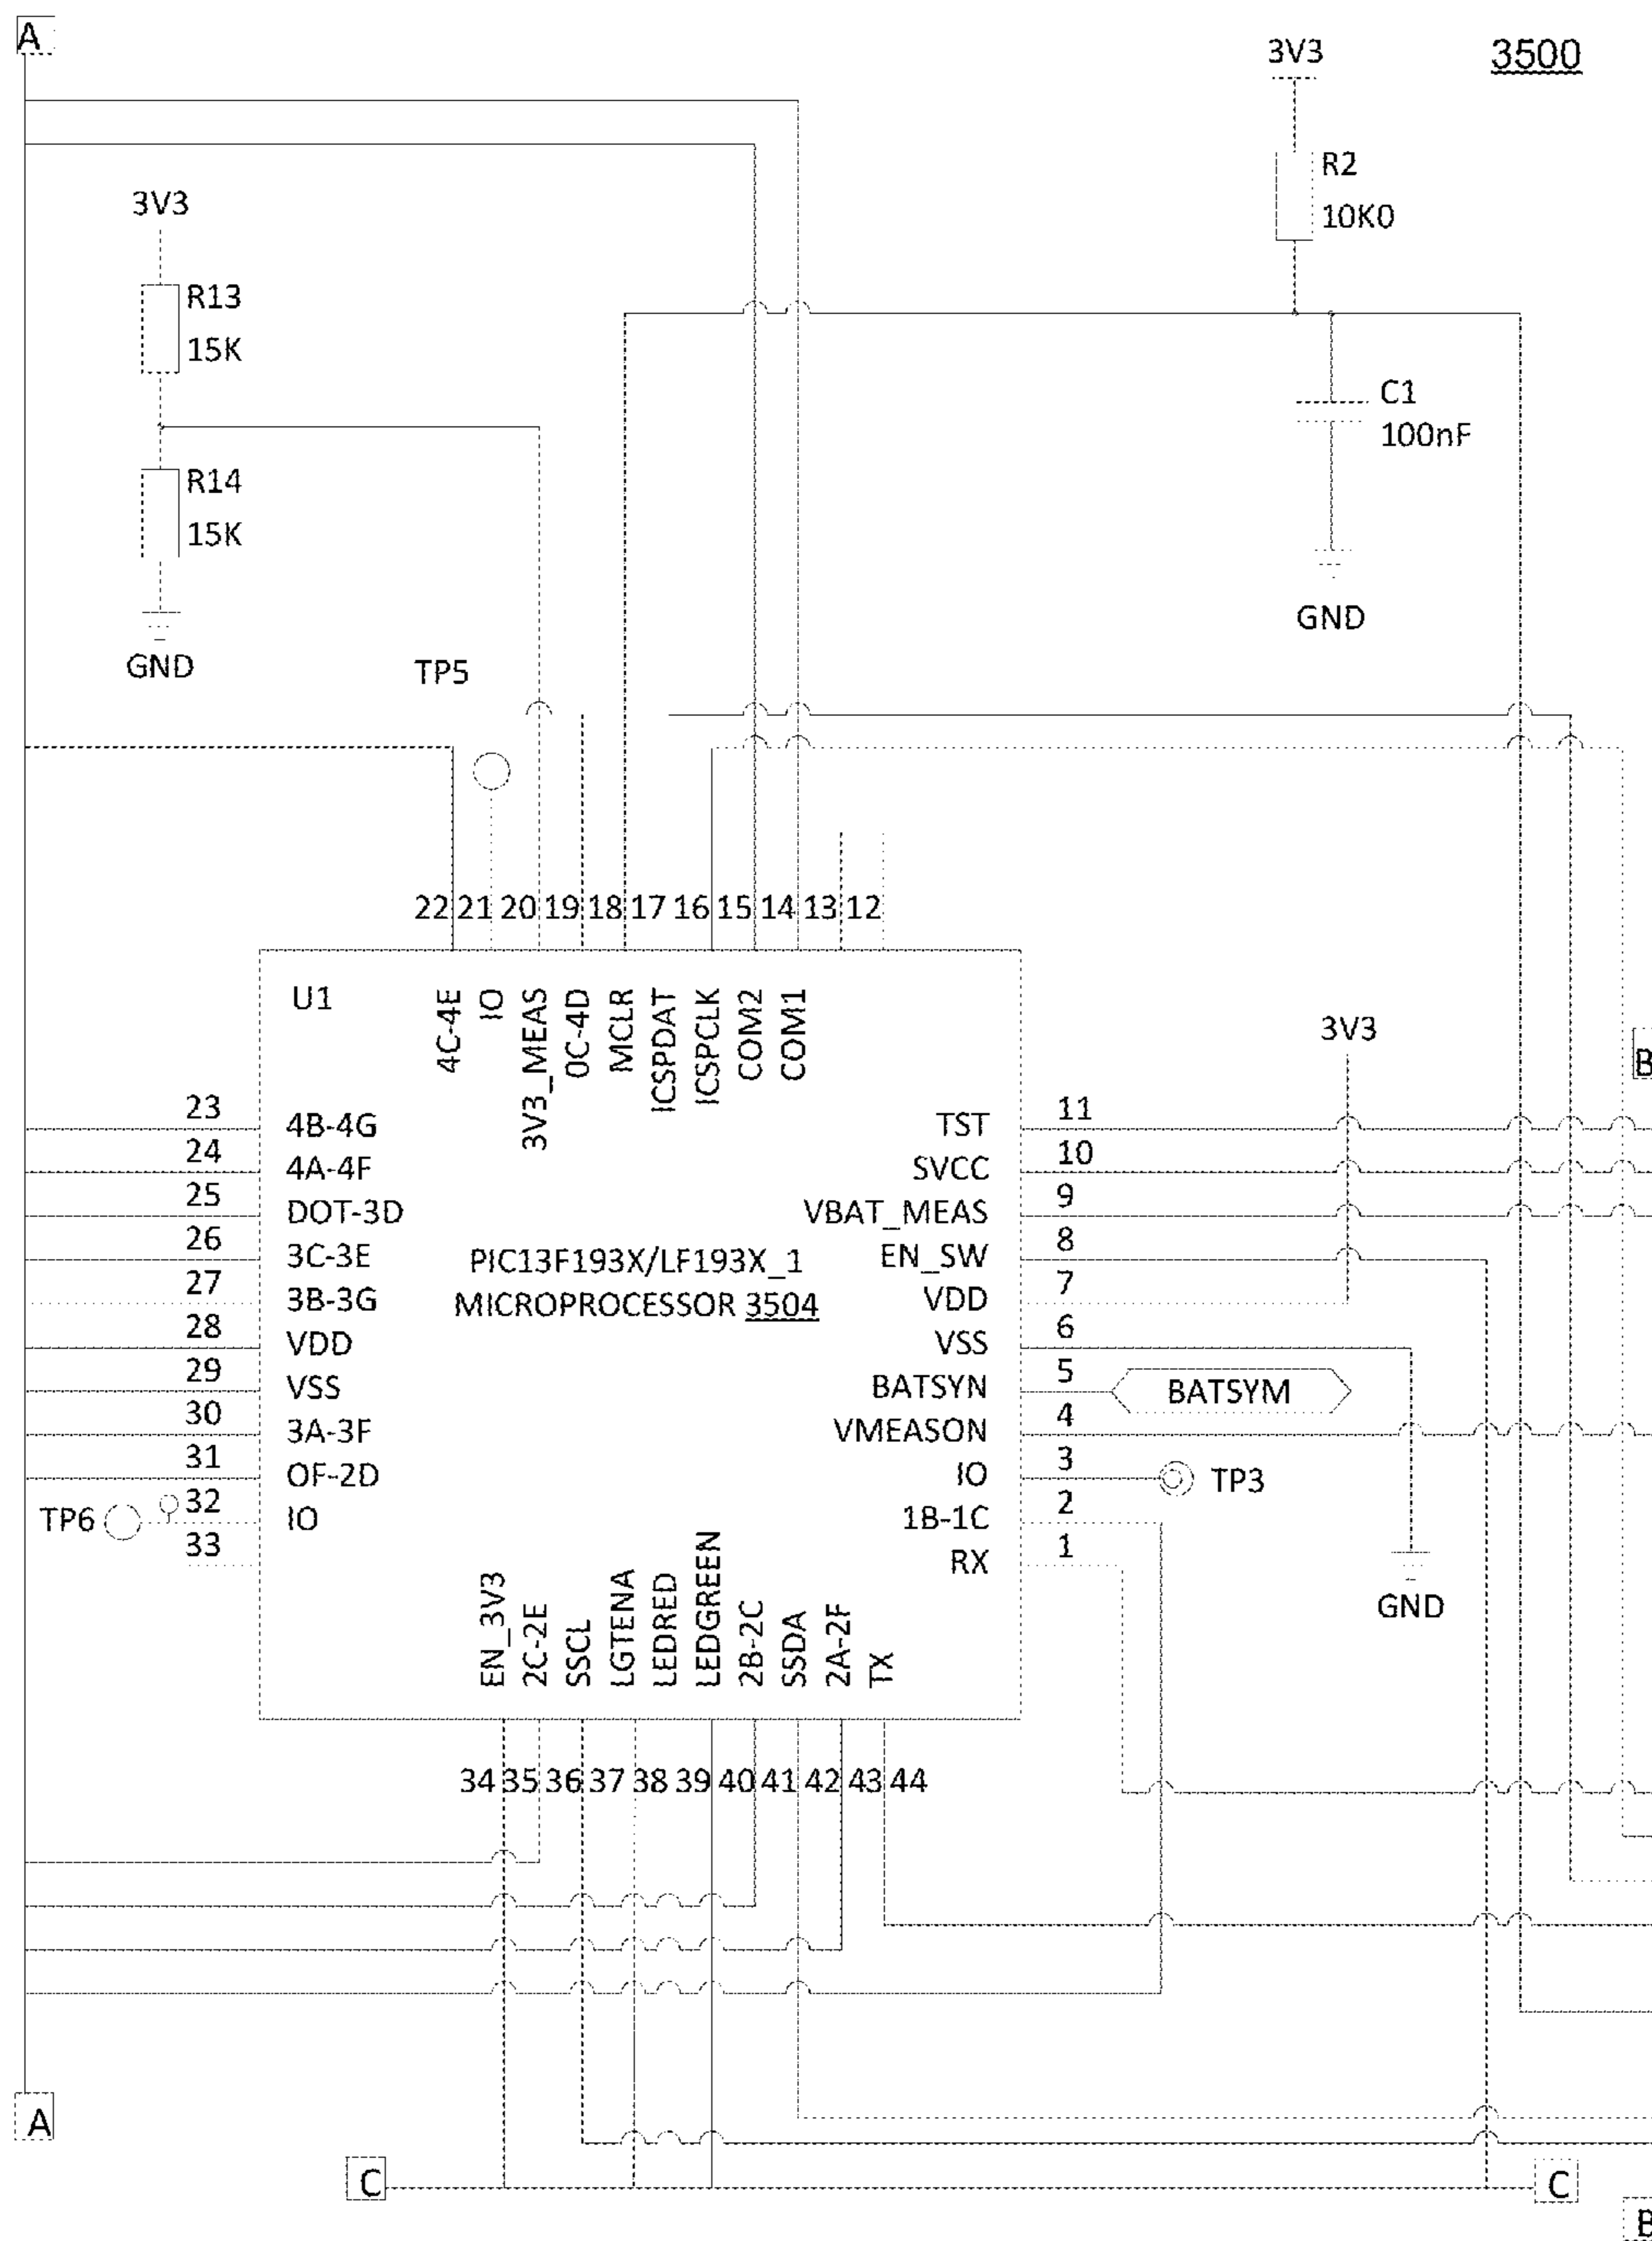 A
3V3
3500
R2
10K0
3V3
R13
15K
C1
100nF
R14
15K
GND
GND
TP5
22 21 20 19 18 17 16 15 14 13 12
U1
4C-4E
IO
3V3_MEAS
0C-4D
MCLR
ICSPDAT
ICSPCLK
COM2
COM1
3V3
B
23 4B-4G
24 4A-4F
25 DOT-3D
26 3C-3E
27 3B-3G
28 VDD
29 VSS
30 3A-3F
31 OF-2D
TP6 32 IO
33
PIC13F193X/LF193X_1
MICROPROCESSOR 3504
TST 11
SVCC 10
VBAT_MEAS 9
EN_SW 8
VDD 7
VSS 6
BATSYN 5 BATSYM
VMEASON 4
IO 3 TP3
1B-1C 2
RX 1
GND
EN_3V3
2C-2E
SSCL
LGTENA
LEDRED
LEDGREEN
2B-2C
SSDA
2A-2F
TX
34 35 36 37 38 39 40 41 42 43 44
A
C
C
B